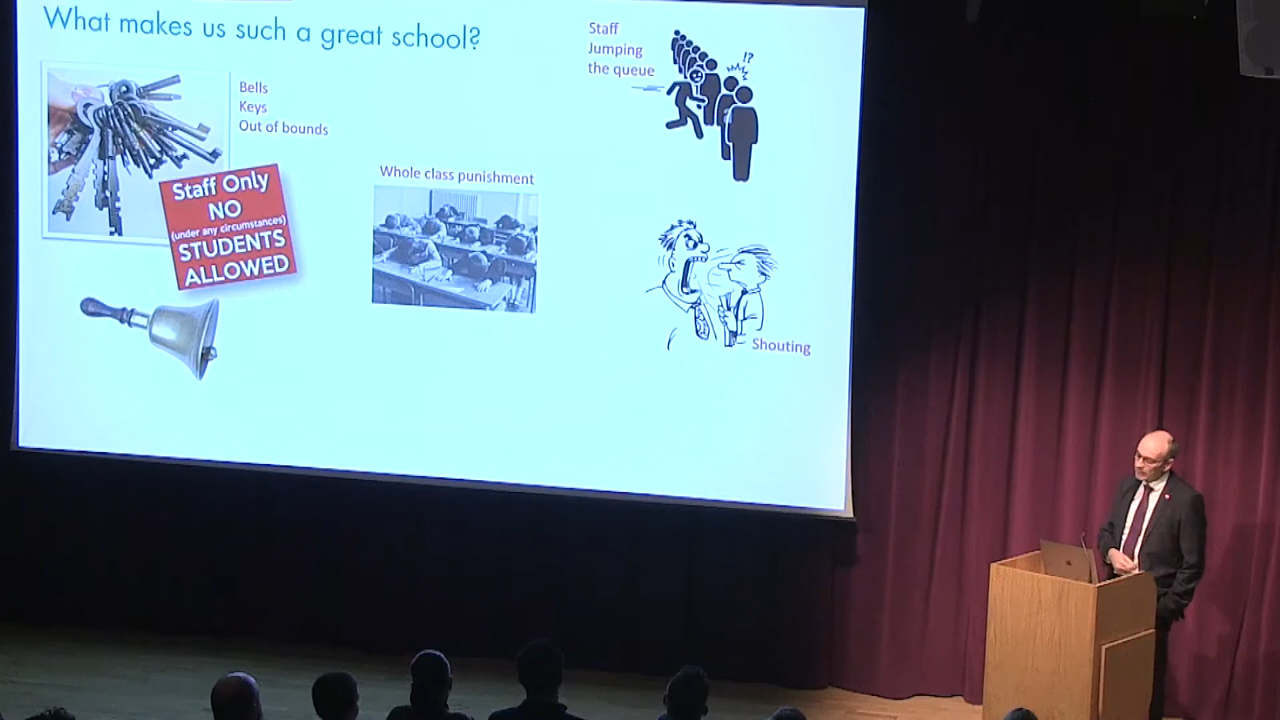 What makes us such a great school?
Bells
Keys
Out of bounds
Staff Only
NO
(under any circumstances)
STUDENTS
ALLOWED
Whole class punishment
Staff
Jumping
the queue
!?
Shouting